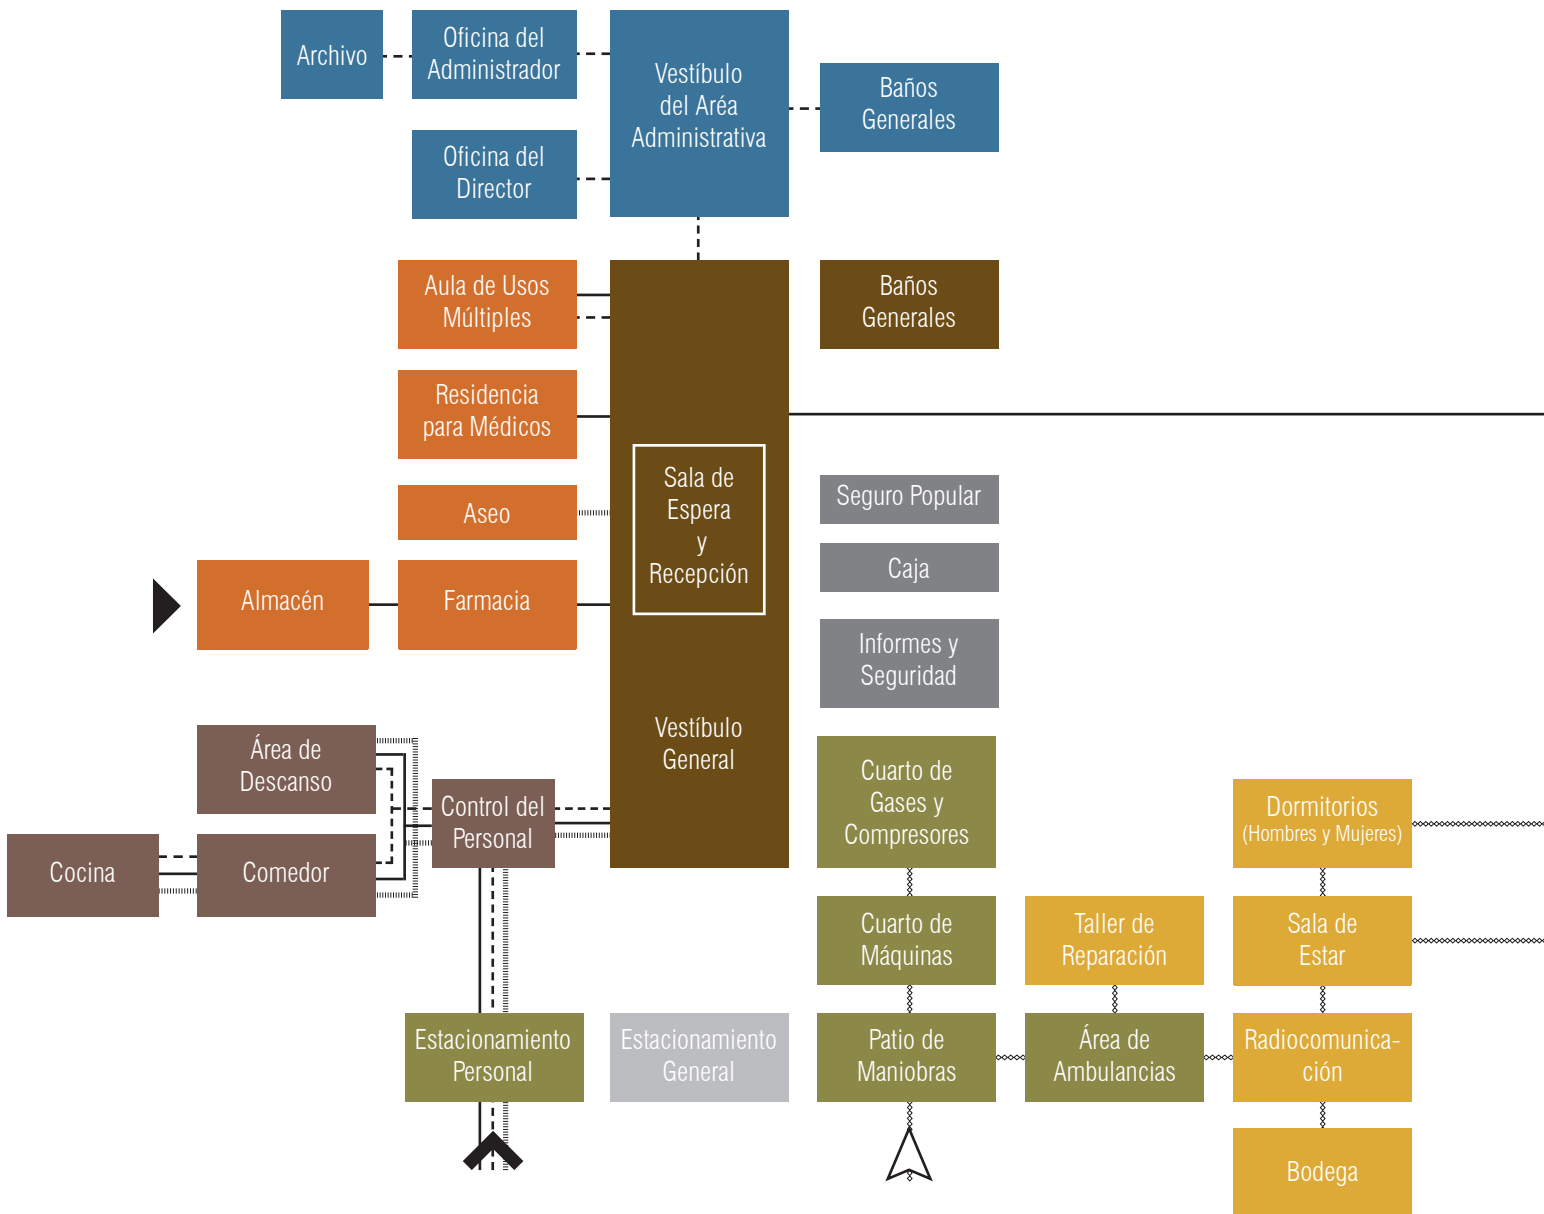 Archivo
Oficina del
Administrador
Vestíbulo
del Aréa
Administrativa
Baños
Generales
Oficina del
Director
Aula de Usos
Múltiples
Baños
Generales
Residencia
para Médicos
Sala de
Espera
y
Recepción
Seguro Popular
Aseo
Caja
Almacén
Farmacia
Informes y
Seguridad
Vestíbulo
General
Área de
Descanso
Control del
Personal
Cuarto de
Gases y
Compresores
Dormitorios
(Hombres y Mujeres)
Cocina
Comedor
Cuarto de
Máquinas
Taller de
Reparación
Sala de
Estar
Estacionamiento
Personal
Estacionamiento
General
Patio de
Maniobras
Área de
Ambulancias
Radiocomunica-
ción
Bodega